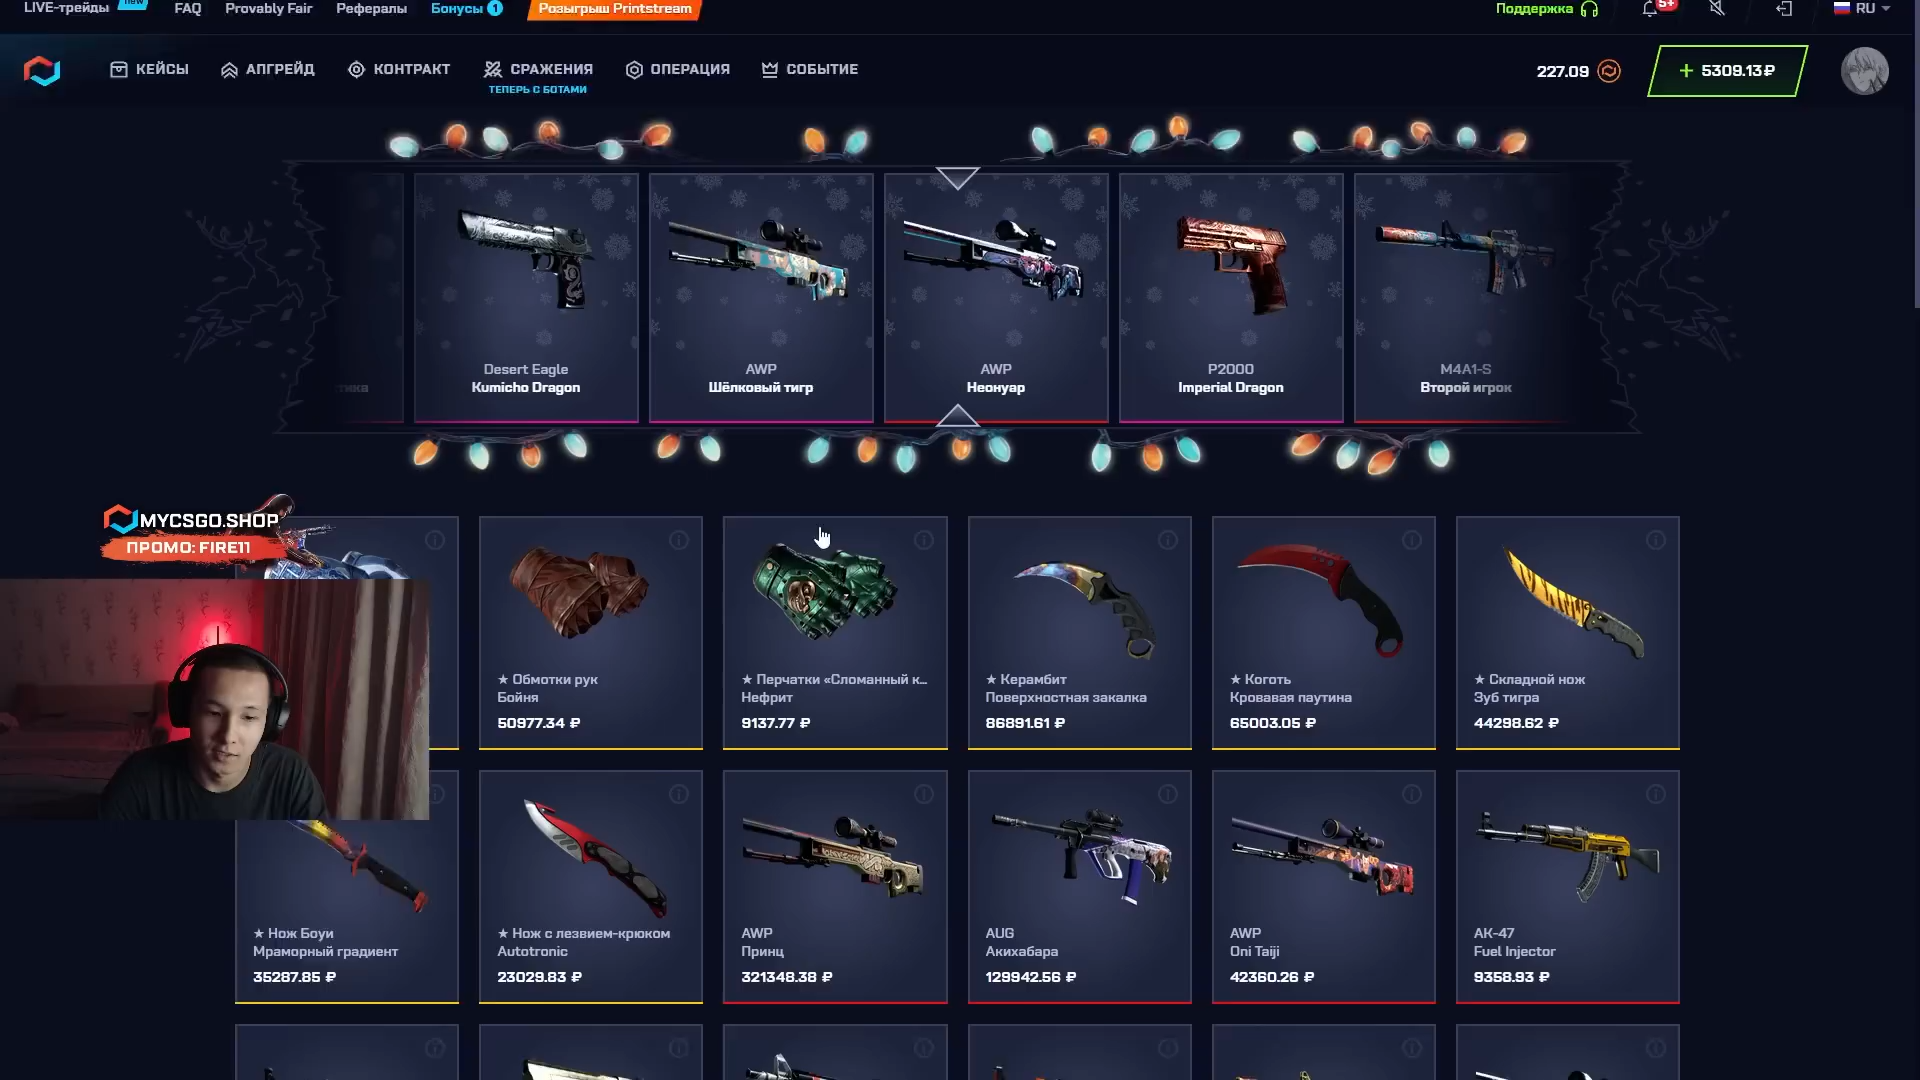 LIVE-трейды
new
FAQ
Provably Fair
Рефералы
Бонусы 1
Розыгрыш Printstream
Поддержка
5+
RU
КЕЙСЫ
АПГРЕЙД
КОНТРАКТ
СРАЖЕНИЯ
ТЕПЕРЬ С БОТАМИ
ОПЕРАЦИЯ
СОБЫТИЕ
227.09
+ 5309.13 ₽
Desert Eagle
Kumicho Dragon
AWP
Шёлковый тигр
AWP
Неонуар
P2000
Imperial Dragon
M4A1-S
Второй игрок
MYCSGO.SHOP
ПРОМО: FIRE11
★ Обмотки рук
Бойня
50977.34 ₽
★ Перчатки «Сломанный к...
Нефрит
9137.77 ₽
★ Керамбит
Поверхностная закалка
86891.61 ₽
★ Коготь
Кровавая паутина
65003.05 ₽
★ Складной нож
Зуб тигра
44298.62 ₽
★ Нож Боуи
Мраморный градиент
35287.85 ₽
★ Нож с лезвием-крюком
Autotronic
23029.83 ₽
AWP
Принц
321348.38 ₽
AUG
Акихабара
129942.56 ₽
AWP
Oni Taiji
42360.26 ₽
AK-47
Fuel Injector
9358.93 ₽